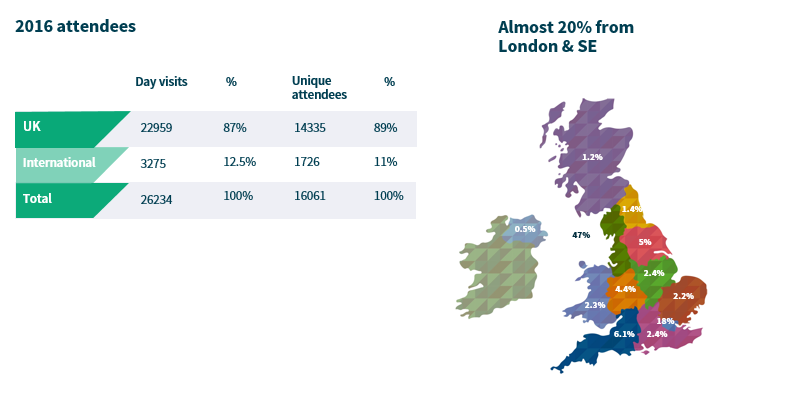 2016 attendees
Day visits % Unique attendees %
UK 22959 87% 14335 89%
International 3275 12.5% 1726 11%
Total 26234 100% 16061 100%
Almost 20% from
London & SE
1.2%
1.4%
0.5%
47%
5%
2.4%
4.4%
2.2%
2.3%
18%
6.1%
2.4%